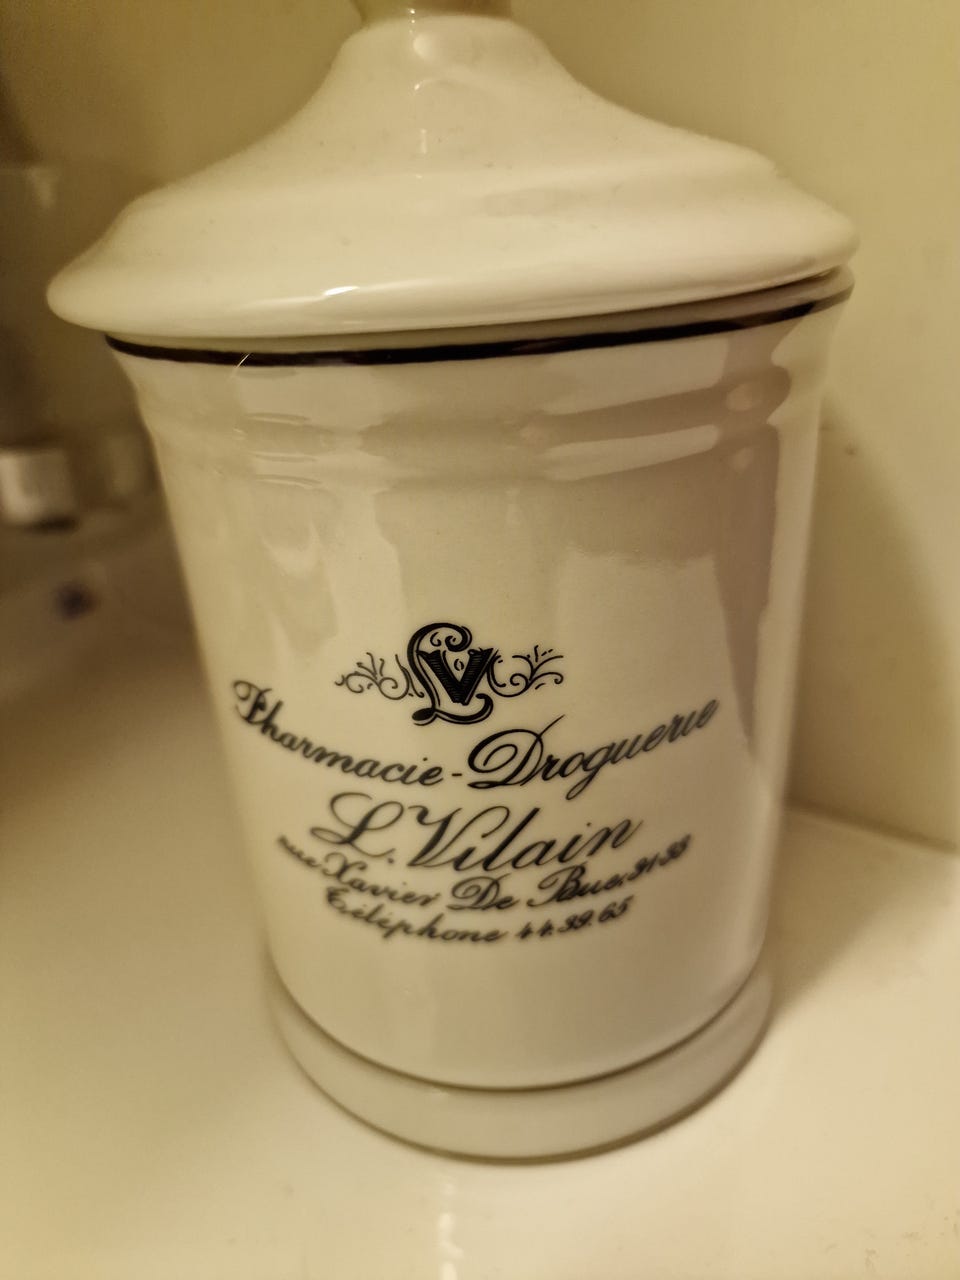 LV
Pharmacie-Droguerie
L. Vilain
rue Xavier De Bue, 31-33
Téléphone 44.39.65